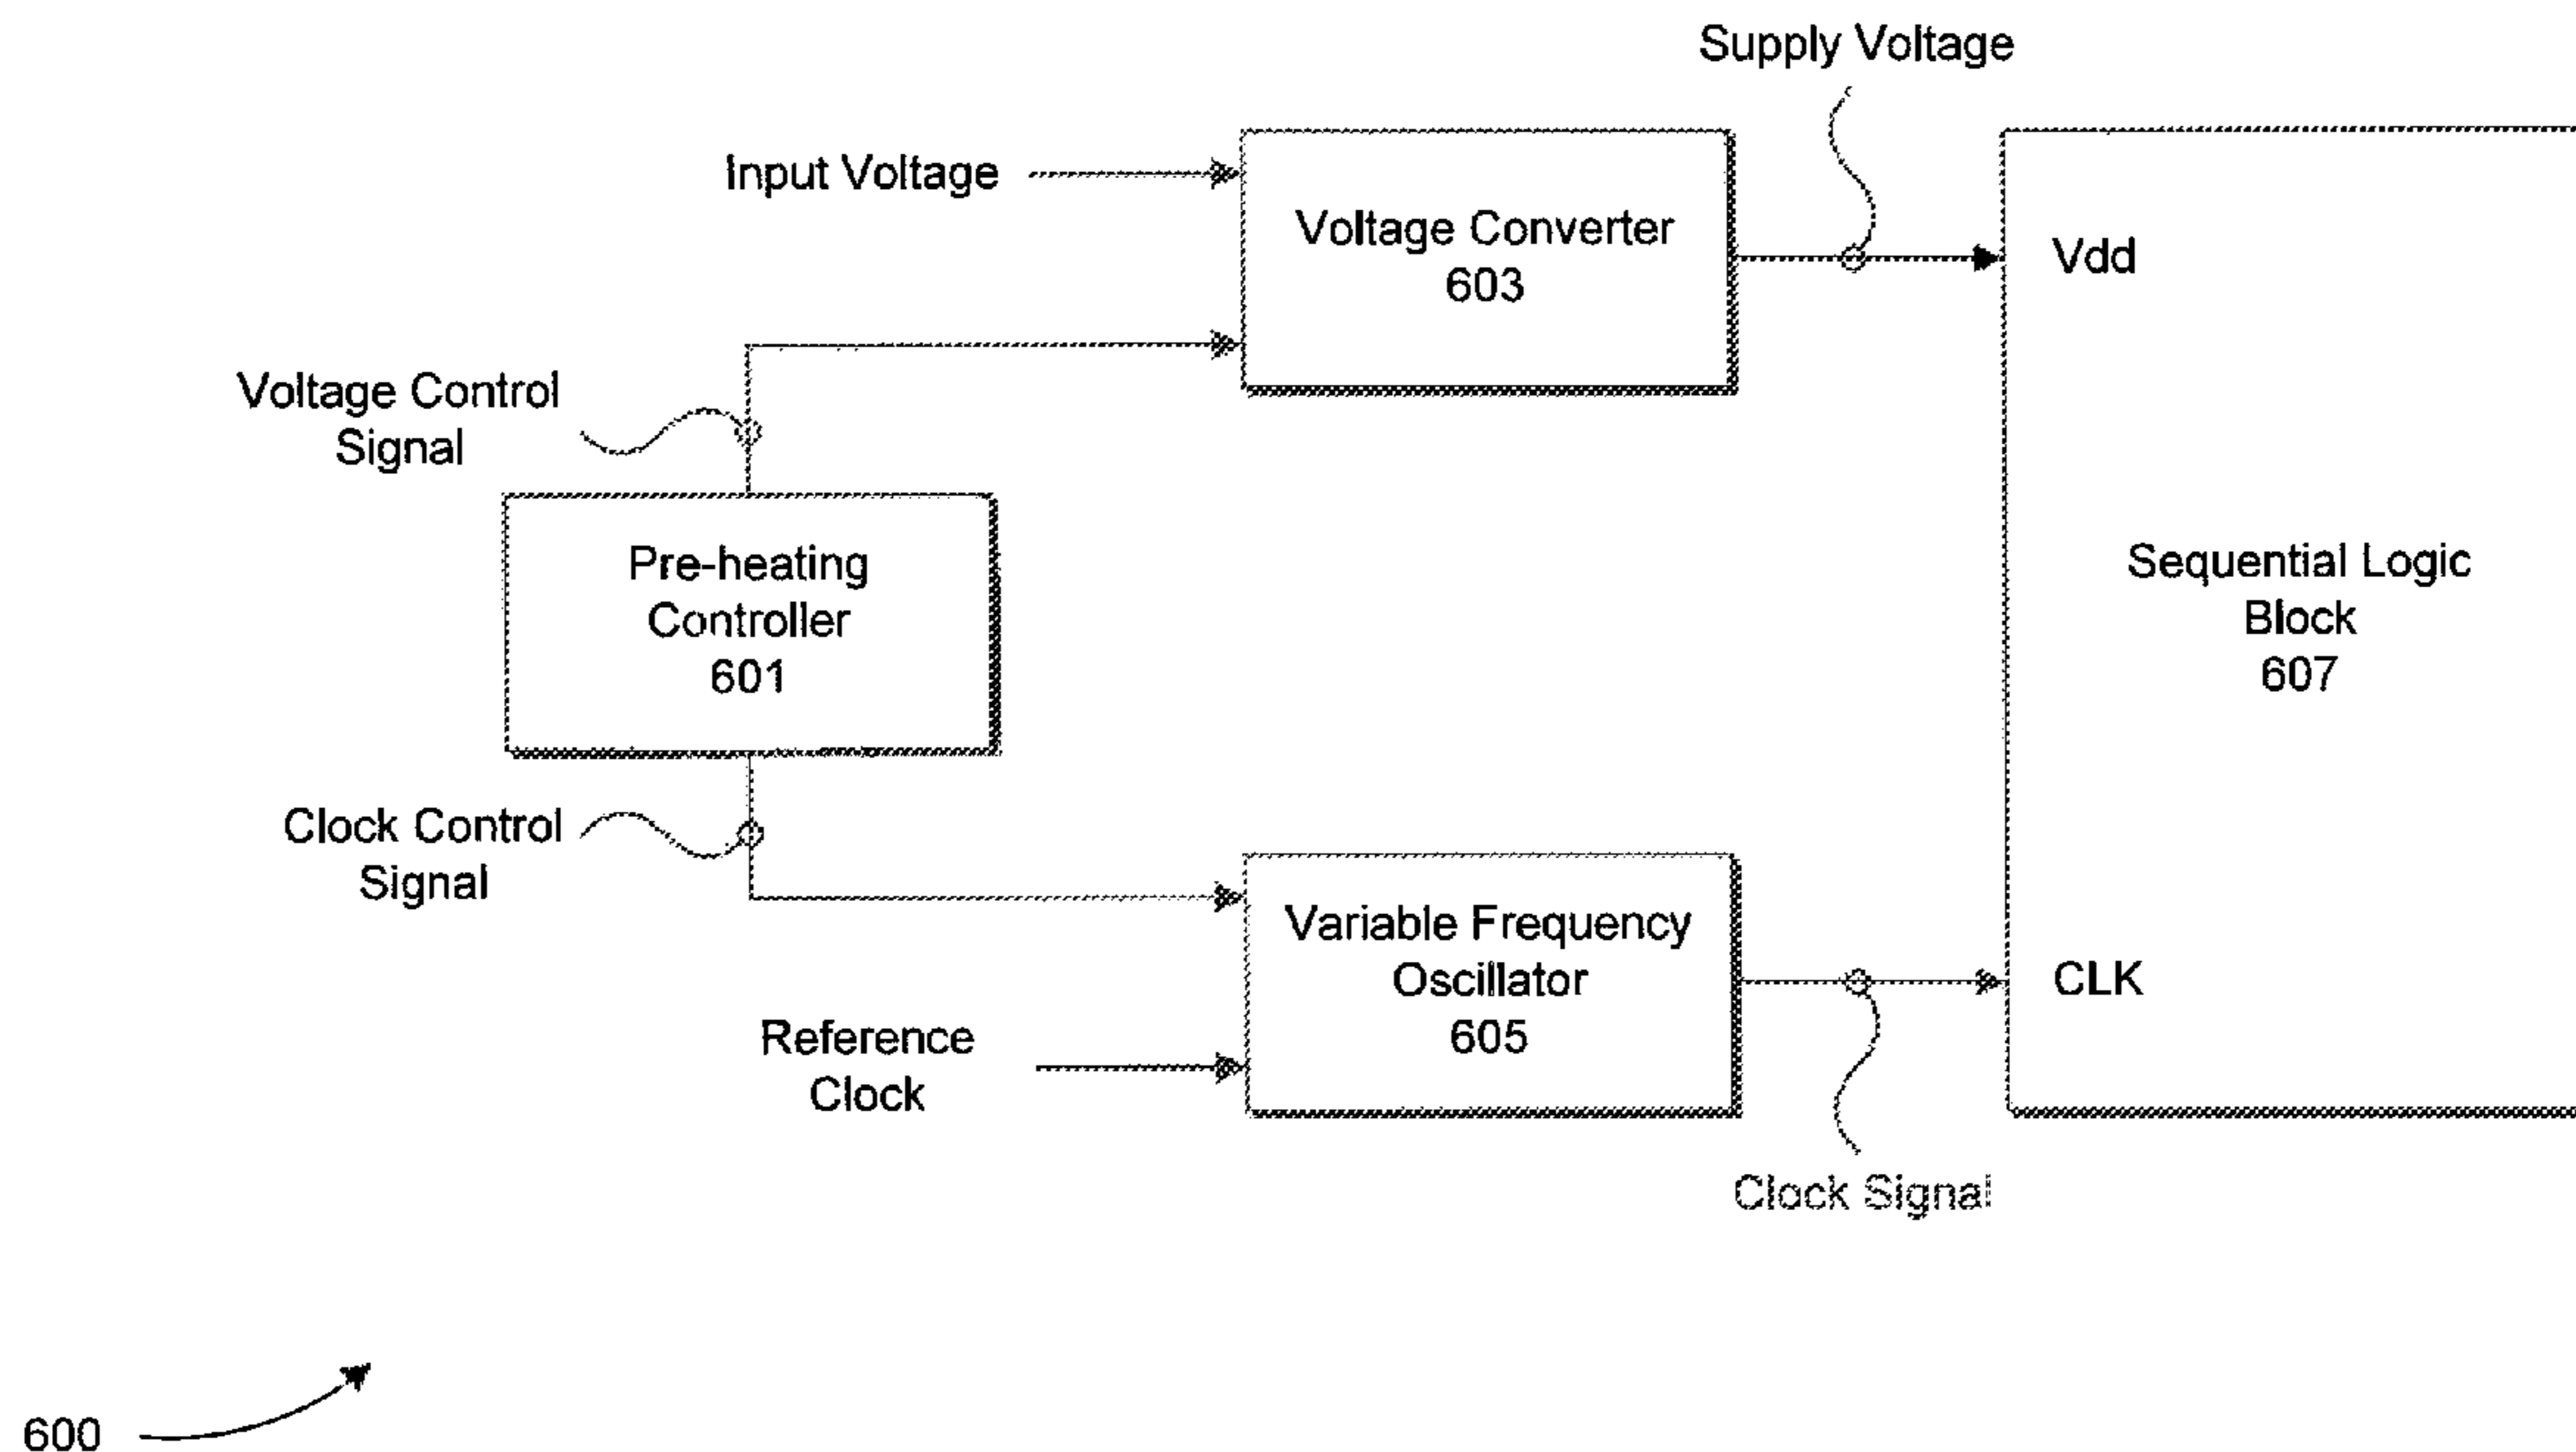 Supply Voltage
Input Voltage
Voltage Converter
603
Vdd
Voltage Control
Signal
Pre-heating
Controller
601
Sequential Logic
Block
607
Clock Control
Signal
Variable Frequency
Oscillator
605
CLK
Reference
Clock
Clock Signal
600